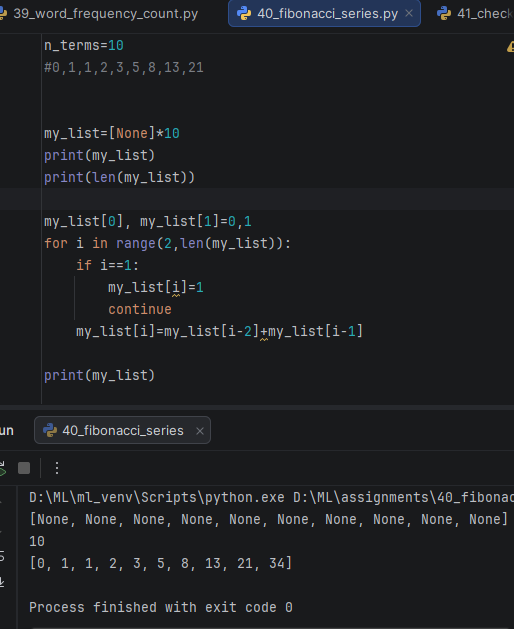 39_word_frequency_count.py 40_fibonacci_series.py × 41_chec
n_terms=10
#0,1,1,2,3,5,8,13,21
my_list=[None]*10
print(my_list)
print(len(my_list))
my_list[0], my_list[1]=0,1
for i in range(2,len(my_list)):
    if i==1:
        my_list[i]=1
        continue
    my_list[i]=my_list[i-2]+my_list[i-1]
print(my_list)
un 40_fibonacci_series ×
D:\ML\ml_venv\Scripts\python.exe D:\ML\assignments\40_fibonac
[None, None, None, None, None, None, None, None, None, None]
10
[0, 1, 1, 2, 3, 5, 8, 13, 21, 34]
Process finished with exit code 0